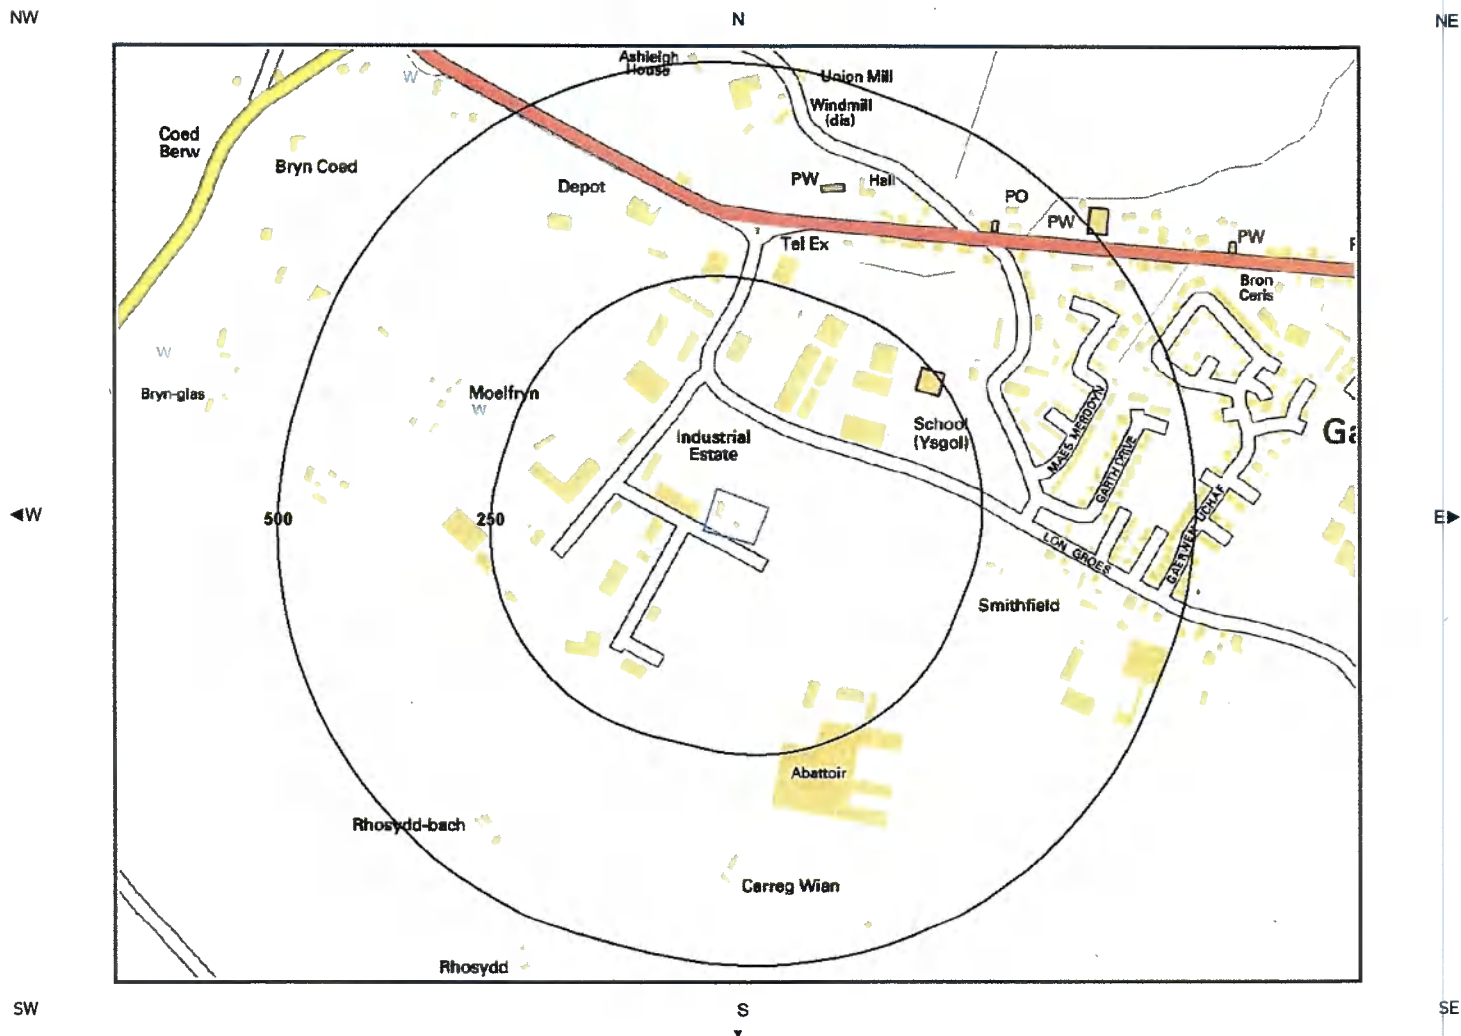 NW
N
NE
Ashleigh
House
W
Union Mill
Windmill
(dis)
Coed
Berw
Bryn Coed
Depot
PW
Hall
PO
PW
PW
Tel Ex
Bron
Ceris
W
Bryn-glas
Moelfryn
W
School
(Ysgol)
Industrial
Estate
MAES MERDDYN
GARTH DRIVE
Ga
GAERWEN UCHAF
◄W
500
250
E►
LON GROES
Smithfield
Abattoir
Rhosydd-bach
Carreg Wian
Rhosydd
SW
S
SE